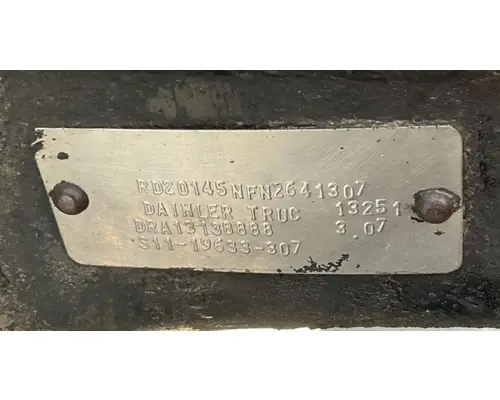 RD20145NFN2641307
DAIMLER TRUC 13251
DRA13138888 3.07
S11-19633-307